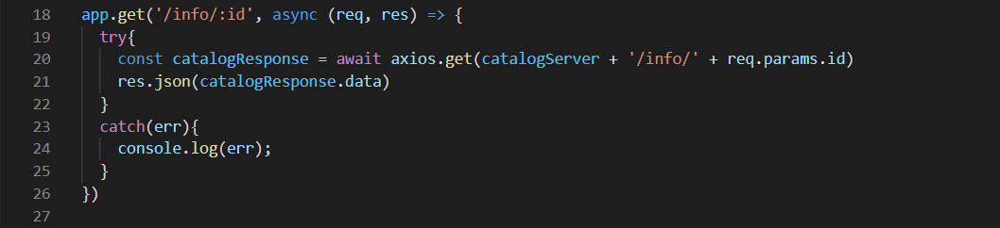 18 app.get('/info/:id', async (req, res) => {
19 try{
20 const catalogResponse = await axios.get(catalogServer + '/info/' + req.params.id)
21 res.json(catalogResponse.data)
22 }
23 catch(err){
24 console.log(err);
25 }
26 })
27